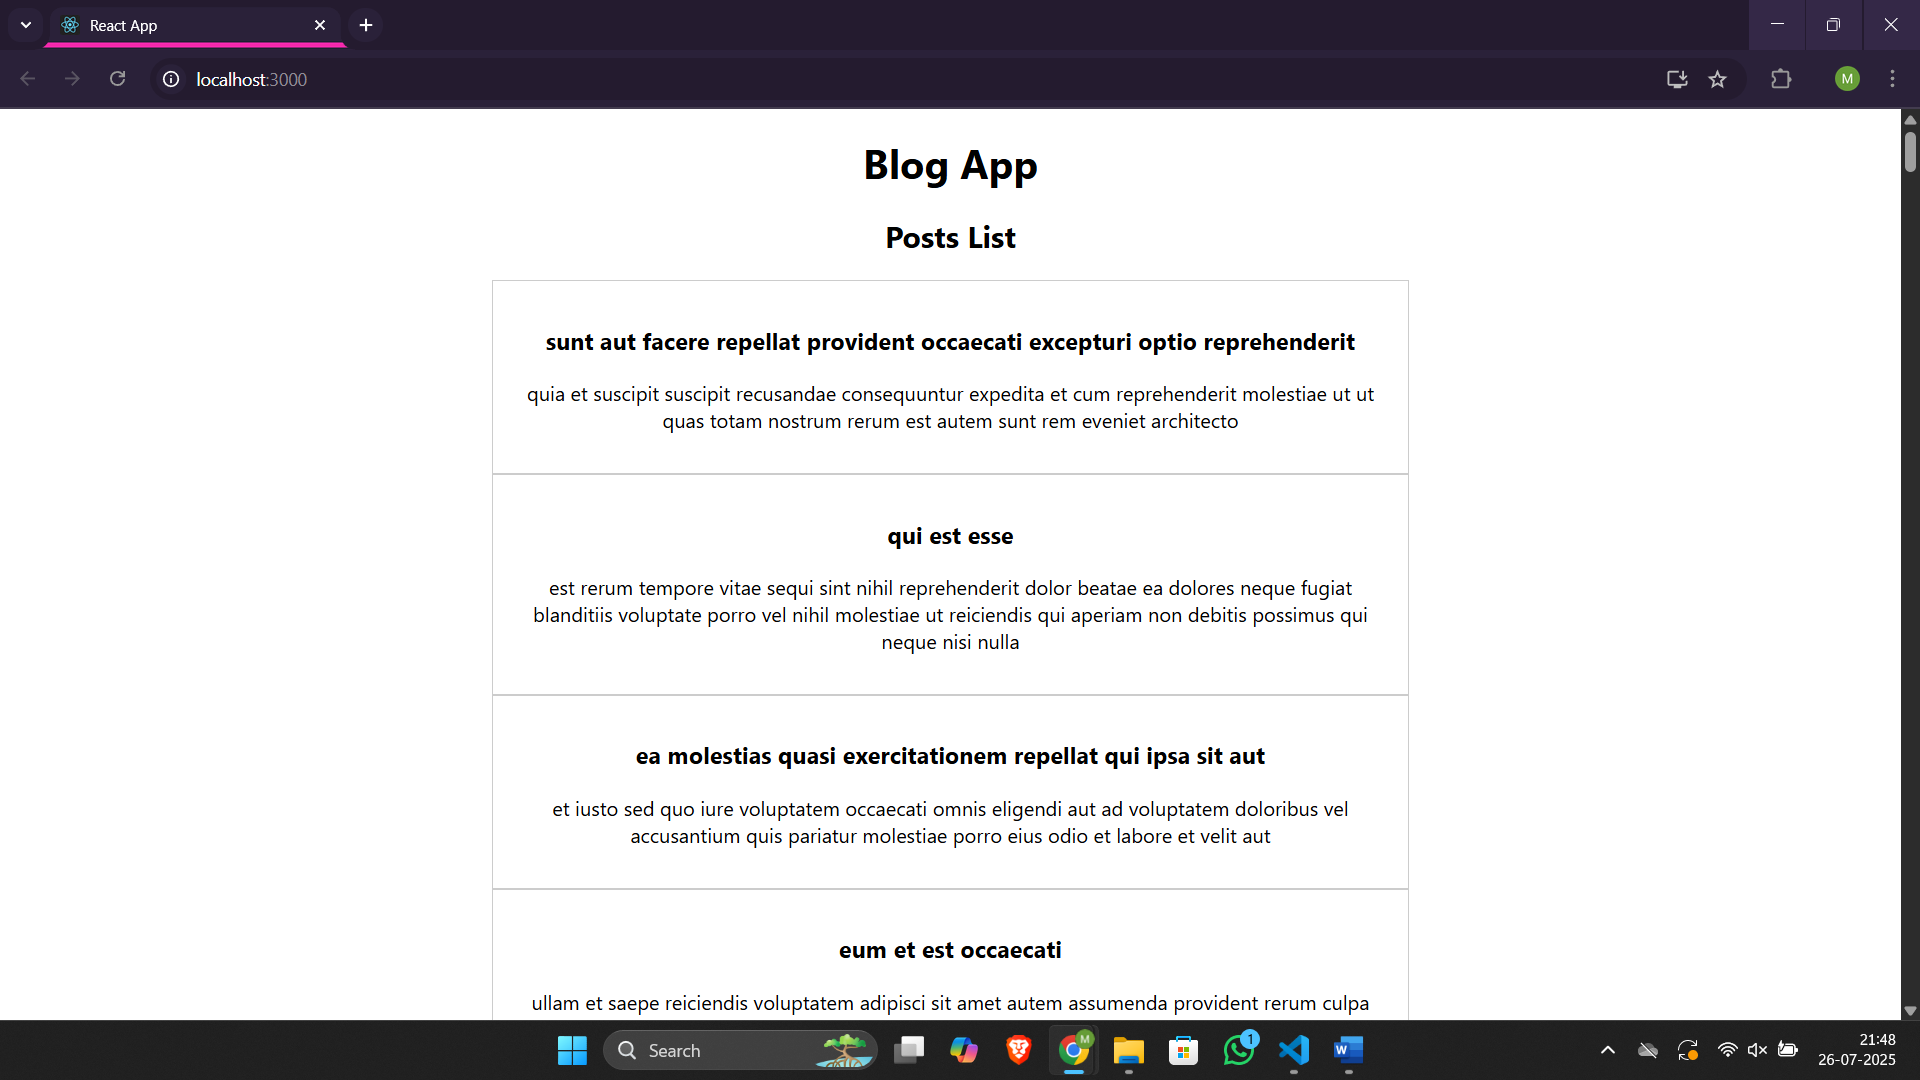 React App
localhost:3000
M
Blog App
Posts List
sunt aut facere repellat provident occaecati excepturi optio reprehenderit
quia et suscipit suscipit recusandae consequuntur expedita et cum reprehenderit molestiae ut ut
quas totam nostrum rerum est autem sunt rem eveniet architecto
qui est esse
est rerum tempore vitae sequi sint nihil reprehenderit dolor beatae ea dolores neque fugiat
blanditiis voluptate porro vel nihil molestiae ut reiciendis qui aperiam non debitis possimus qui
neque nisi nulla
ea molestias quasi exercitationem repellat qui ipsa sit aut
et iusto sed quo iure voluptatem occaecati omnis eligendi aut ad voluptatem doloribus vel
accusantium quis pariatur molestiae porro eius odio et labore et velit aut
eum et est occaecati
ullam et saepe reiciendis voluptatem adipisci sit amet autem assumenda provident rerum culpa
Search
M
1
W
21:48
26-07-2025